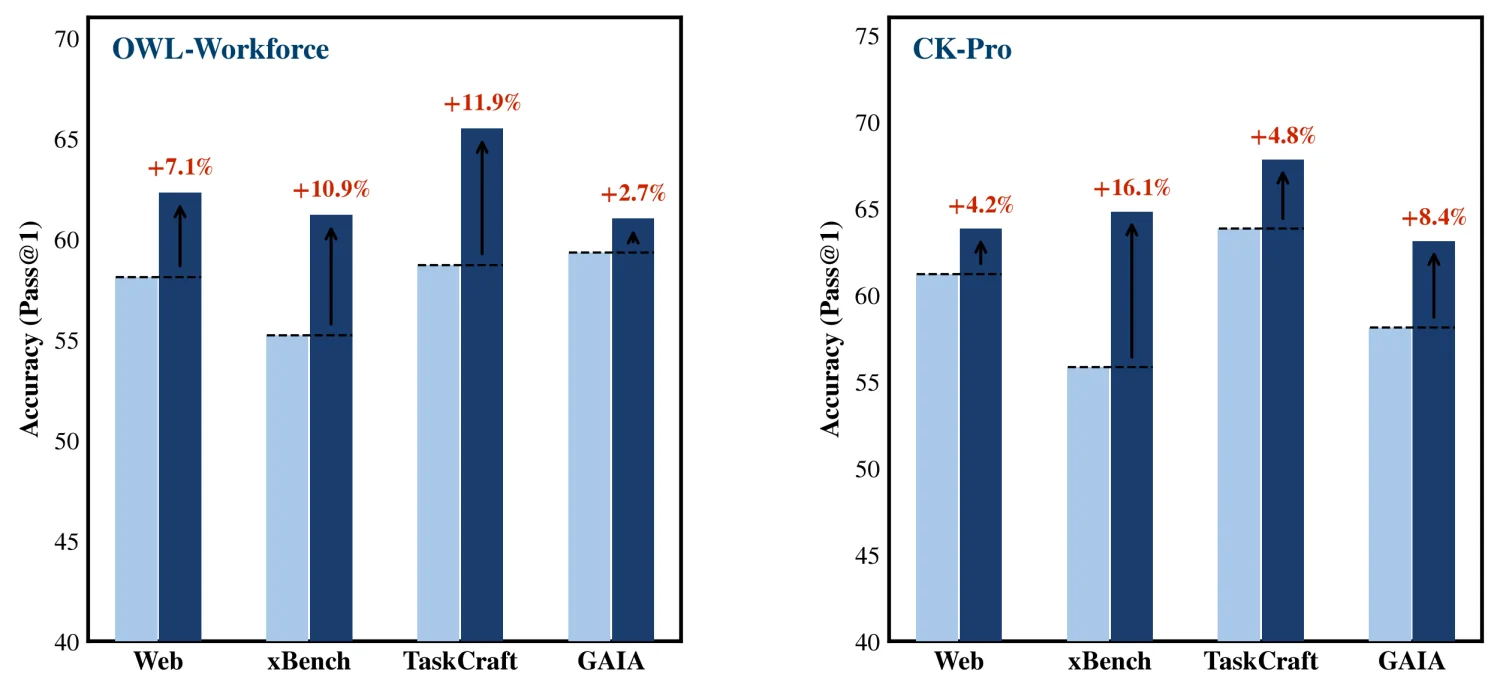 OWL-Workforce
Accuracy (Pass@1)
70
65
60
55
50
45
40
+7.1%
+10.9%
+11.9%
+2.7%
Web
xBench
TaskCraft
GAIA
CK-Pro
Accuracy (Pass@1)
75
70
65
60
55
50
45
40
+4.2%
+16.1%
+4.8%
+8.4%
Web
xBench
TaskCraft
GAIA